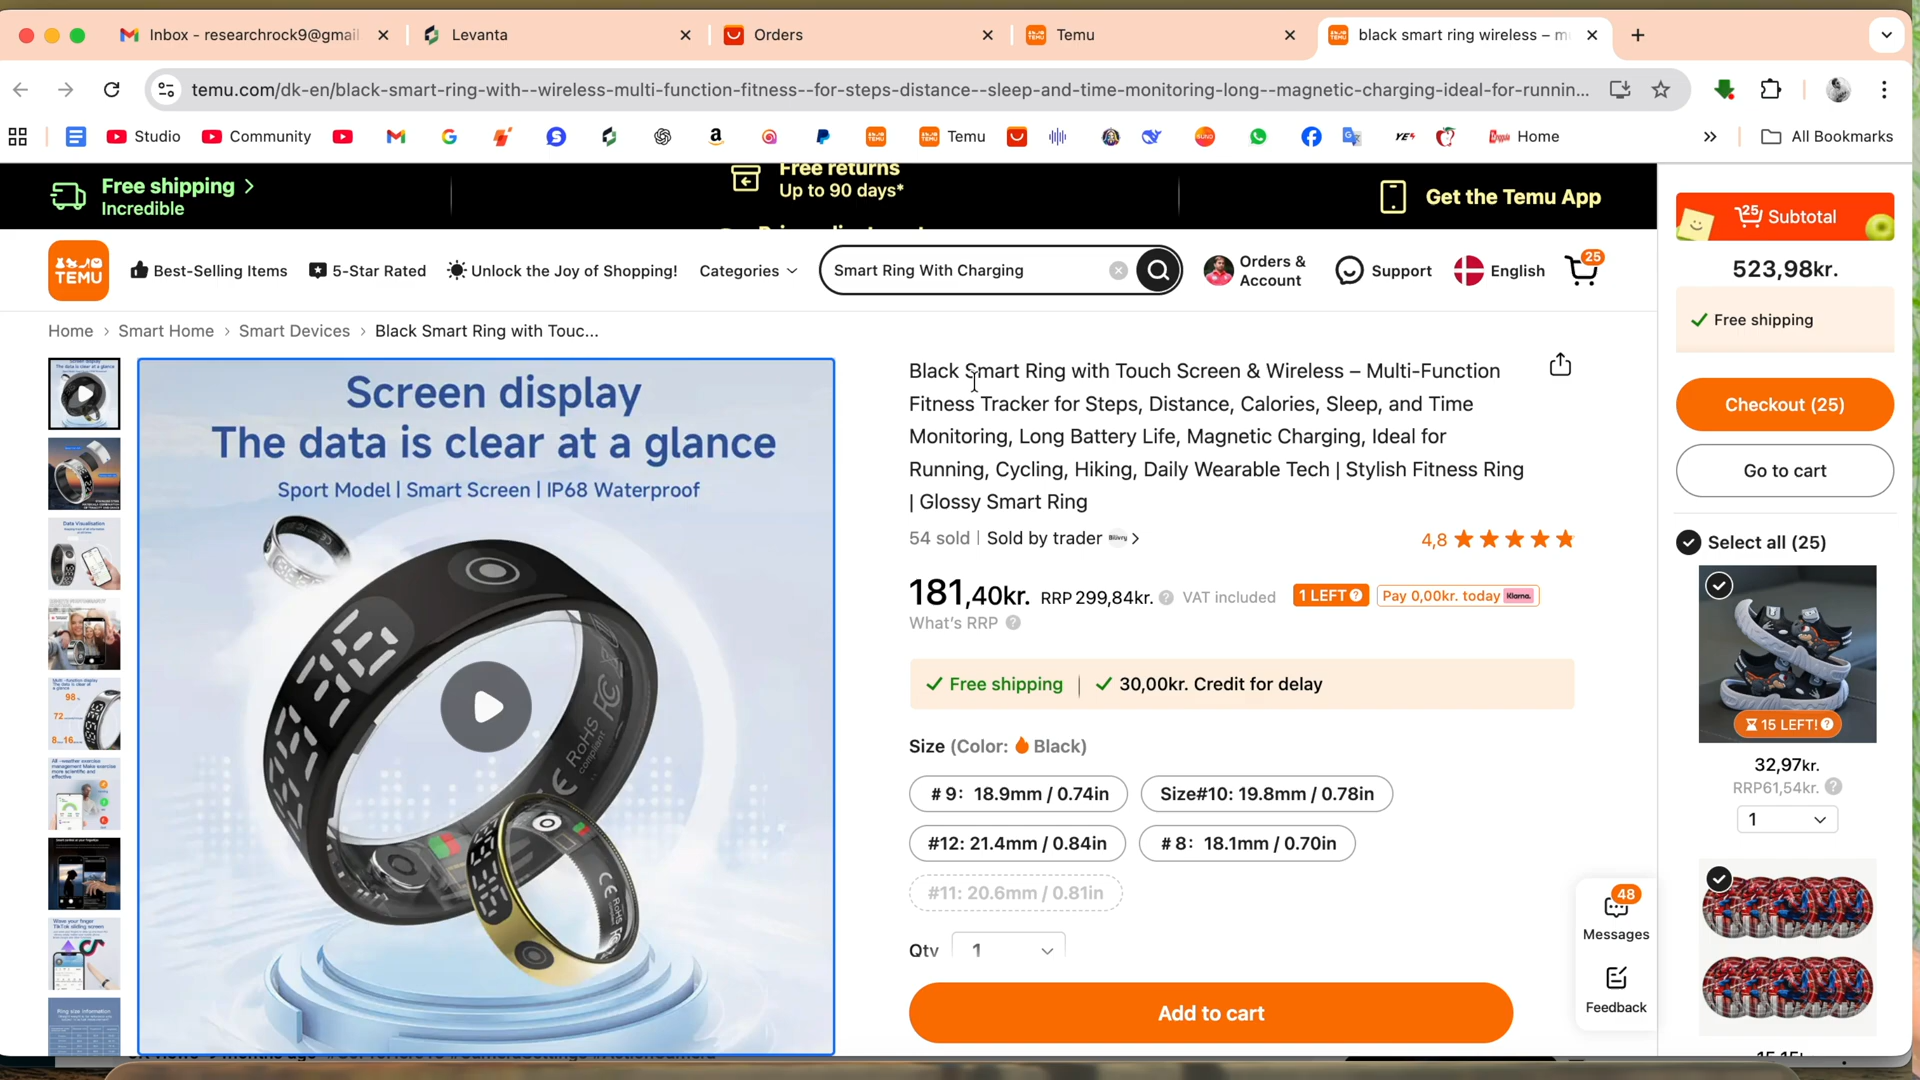 Inbox - researchrock9@gmail
Levanta
Orders
Temu
black smart ring wireless – m
temu.com/dk-en/black-smart-ring-with--wireless-multi-function-fitness--for-steps-distance--sleep-and-time-monitoring-long--magnetic-charging-ideal-for-runnin...
Studio
Community
Temu
Home
All Bookmarks
Free shipping
Incredible
Free returns
Up to 90 days*
Get the Temu App
25 Subtotal
523,98kr.
Free shipping
Checkout (25)
Go to cart
Select all (25)
TEMU
Best-Selling Items
5-Star Rated
Unlock the Joy of Shopping!
Categories
Smart Ring With Charging
Orders & Account
Support
English
25
Home
Smart Home
Smart Devices
Black Smart Ring with Touc...
Screen display
The data is clear at a glance
Sport Model | Smart Screen | IP68 Waterproof
RoHS
compliant
CE FC
CE RoHS
Black Smart Ring with Touch Screen & Wireless – Multi-Function
Fitness Tracker for Steps, Distance, Calories, Sleep, and Time
Monitoring, Long Battery Life, Magnetic Charging, Ideal for
Running, Cycling, Hiking, Daily Wearable Tech | Stylish Fitness Ring
| Glossy Smart Ring
54 sold | Sold by trader
4,8
181,40kr. RRP 299,84kr. VAT included
1 LEFT
Pay 0,00kr. today Klarna.
What's RRP
Free shipping
30,00kr. Credit for delay
Size (Color: Black)
# 9: 18.9mm / 0.74in
Size#10: 19.8mm / 0.78in
#12: 21.4mm / 0.84in
# 8: 18.1mm / 0.70in
#11: 20.6mm / 0.81in
Qty 1
Add to cart
48
Messages
Feedback
15 LEFT!
32,97kr.
RRP61,54kr.
1